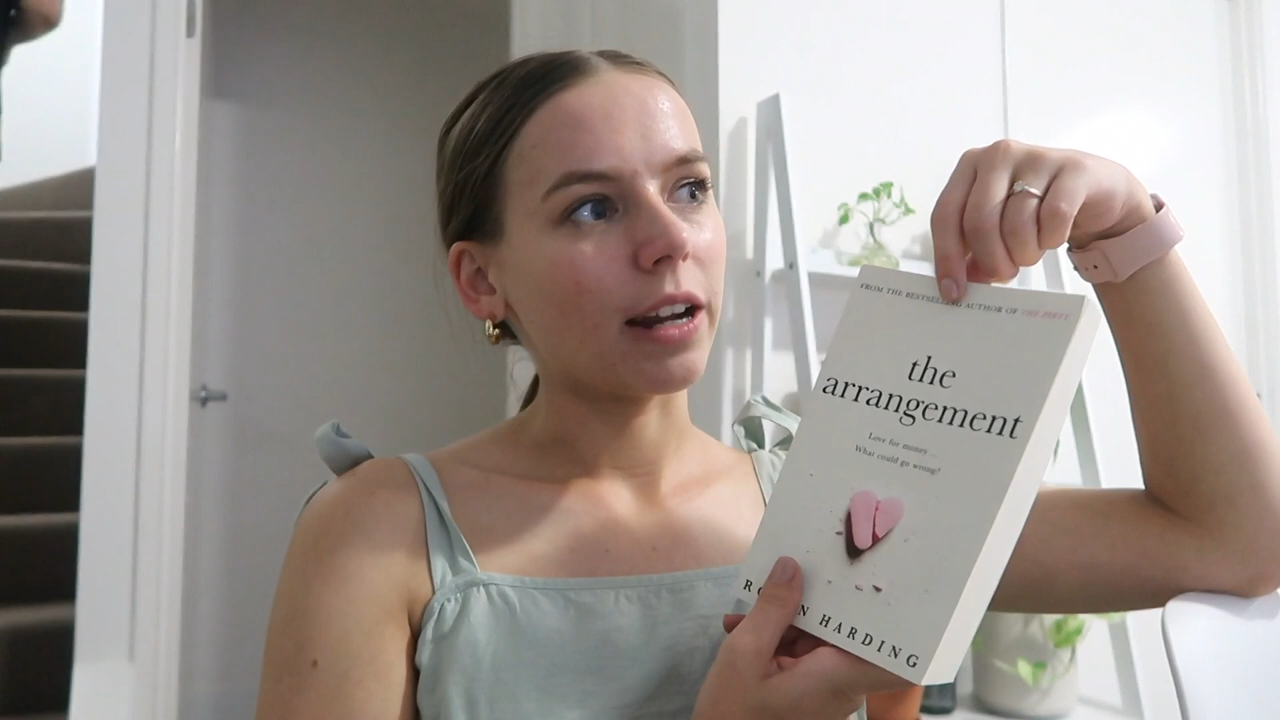 FROM THE BESTSELLING AUTHOR OF THE PARTY
the
arrangement
Love for money ...
What could go wrong?
HARDING